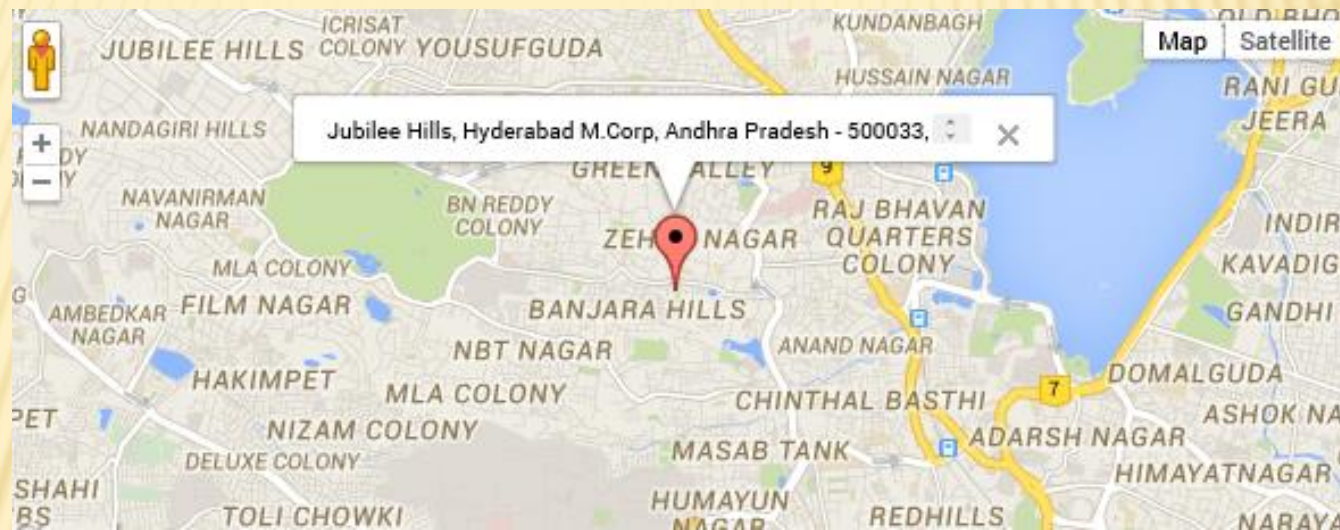 ICRISAT
COLONY
JUBILEE HILLS
YOUSUFGUDA
KUNDANBAGH
Map
Satellite
HUSSAIN NAGAR
RANI
NANDAGIRI HILLS
Jubilee Hills, Hyderabad M.Corp, Andhra Pradesh - 500033,
JEERA
GREEN
9
NAVANIRMAN
NAGAR
BN REDDY
COLONY
RAJ BHAVAN
QUARTERS
COLONY
NAGAR
MLA COLONY
FILM NAGAR
AMBEDKAR
NAGAR
BANJARA HILLS
GANDHI
NBT NAGAR
ANAND NAGAR
HAKIMPET
MLA COLONY
7
DOMALGUDA
CHINTHAL BASTHI
ASHOK
NIZAM COLONY
ADARSH NAGAR
MASAB TANK
DELUXE COLONY
HIMAYATNAGAR
SHAHI
TOLI CHOWKI
HUMAYUN
NAGAR
REDHILLS